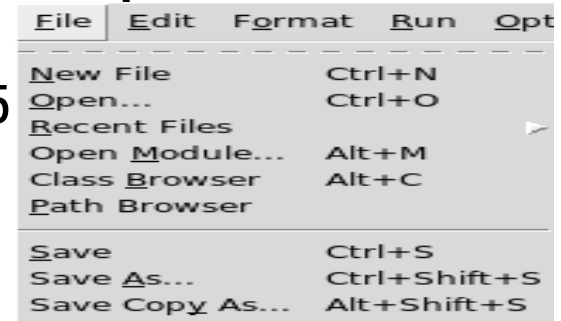 File Edit Format Run Opt
New File Ctrl+N
5 Open... Ctrl+O
Recent Files
Open Module... Alt+M
Class Browser Alt+C
Path Browser
Save Ctrl+S
Save As... Ctrl+Shift+S
Save Copy As... Alt+Shift+S